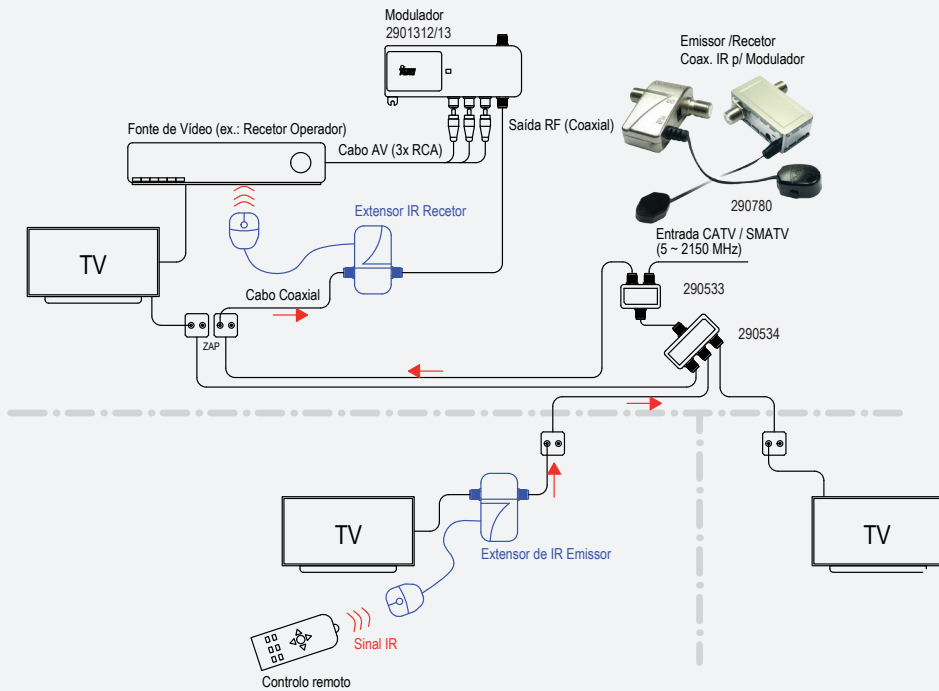 Modulador
2901312/13
Emissor /Recetor
Coax. IR p/ Modulador
Fonte de Vídeo (ex.: Recetor Operador)
Saída RF (Coaxial)
Cabo AV (3x RCA)
290780
Extensor IR Recetor
Entrada CATV / SMATV
(5 ~ 2150 MHz)
TV
290533
Cabo Coaxial
290534
ZAP
TV
TV
Extensor de IR Emissor
Sinal IR
Controlo remoto